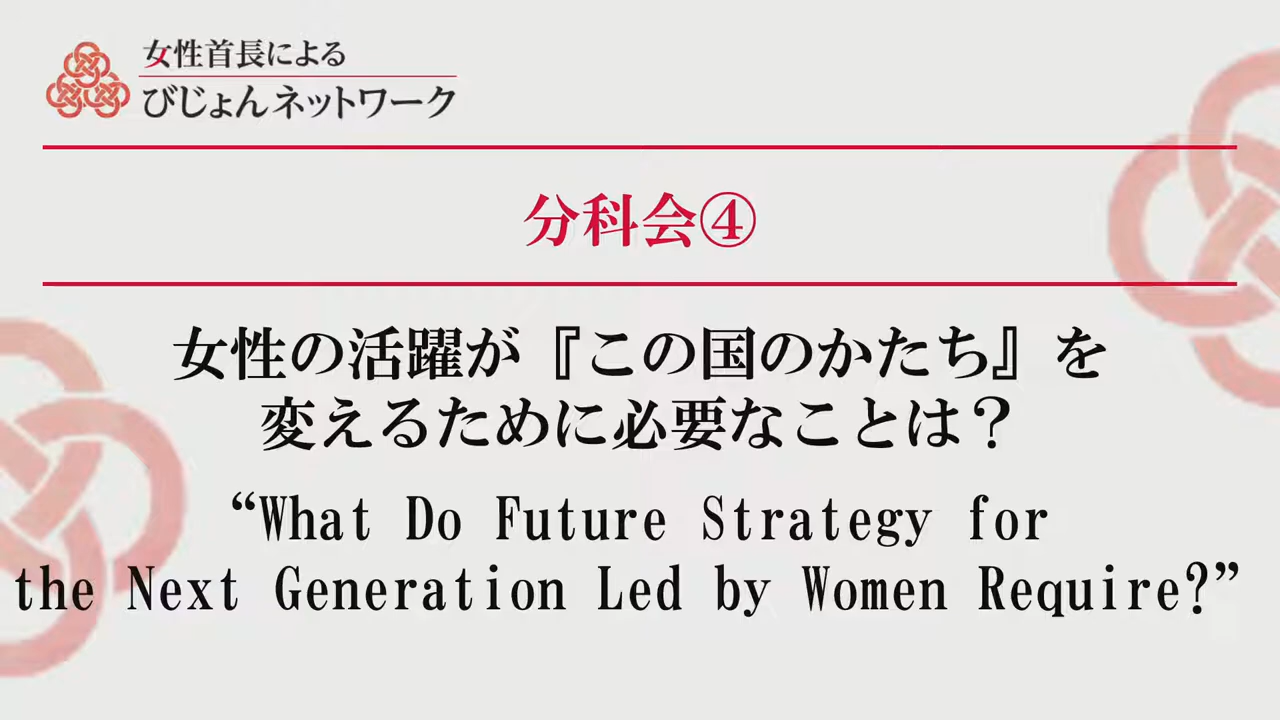 女性首長による
びじょんネットワーク
分科会④
女性の活躍が『この国のかたち』を
変えるために必要なことは？
“What Do Future Strategy for
the Next Generation Led by Women Require?”